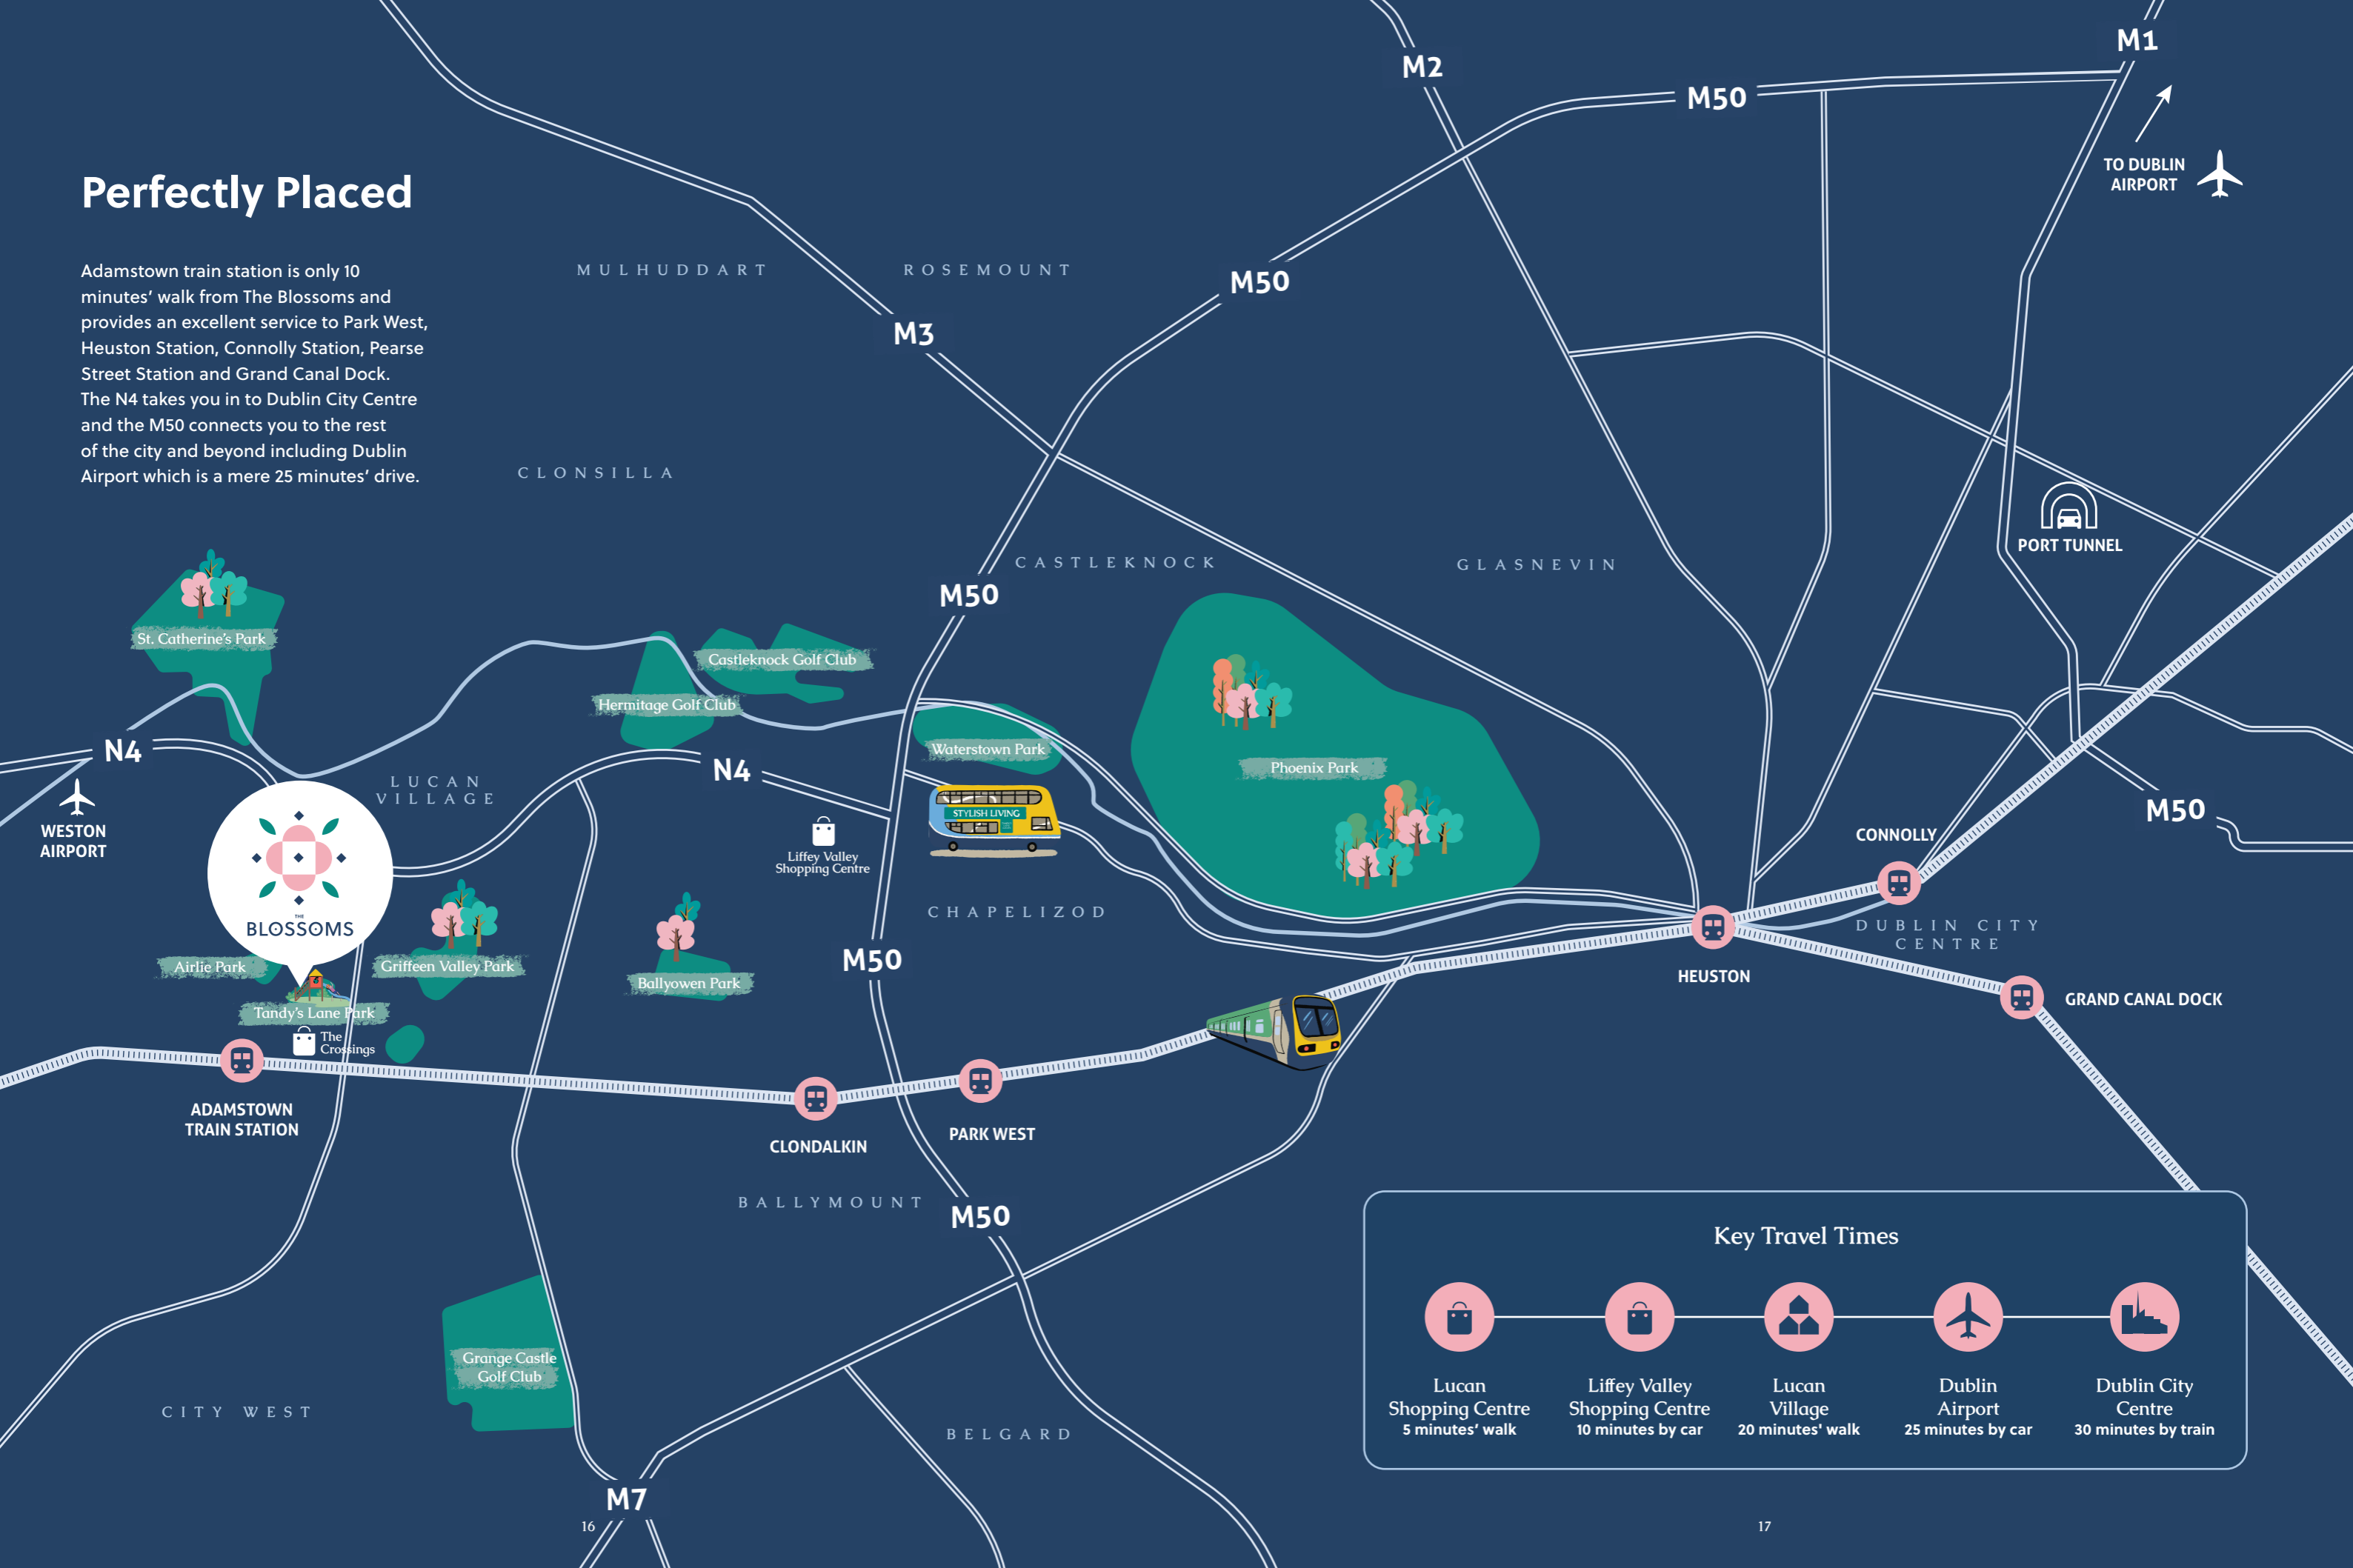 Perfectly Placed
Adamstown train station is only 10
minutes’ walk from The Blossoms and
provides an excellent service to Park West,
Heuston Station, Connolly Station, Pearse
Street Station and Grand Canal Dock.
The N4 takes you in to Dublin City Centre
and the M50 connects you to the rest
of the city and beyond including Dublin
Airport which is a mere 25 minutes’ drive.
M1
M2
M50
TO DUBLIN
AIRPORT
MULHUDDART
ROSEMOUNT
M50
M3
CLONSILLA
CASTLEKNOCK
GLASNEVIN
PORT TUNNEL
M50
St. Catherine’s Park
Castleknock Golf Club
Hermitage Golf Club
Waterstown Park
Phoenix Park
N4
LUCAN
VILLAGE
N4
WESTON
AIRPORT
STYLISH LIVING
Liffey Valley
Shopping Centre
M50
CONNOLLY
THE
BLOSSOMS
CHAPELIZOD
DUBLIN CITY
CENTRE
M50
Airlie Park
Griffeen Valley Park
Ballyowen Park
HEUSTON
GRAND CANAL DOCK
Tandy’s Lane Park
The
Crossings
ADAMSTOWN
TRAIN STATION
CLONDALKIN
PARK WEST
BALLYMOUNT
M50
Grange Castle
Golf Club
CITY WEST
BELGARD
M7
Key Travel Times
Lucan
Shopping Centre
5 minutes’ walk
Liffey Valley
Shopping Centre
10 minutes by car
Lucan
Village
20 minutes' walk
Dublin
Airport
25 minutes by car
Dublin City
Centre
30 minutes by train
16
17